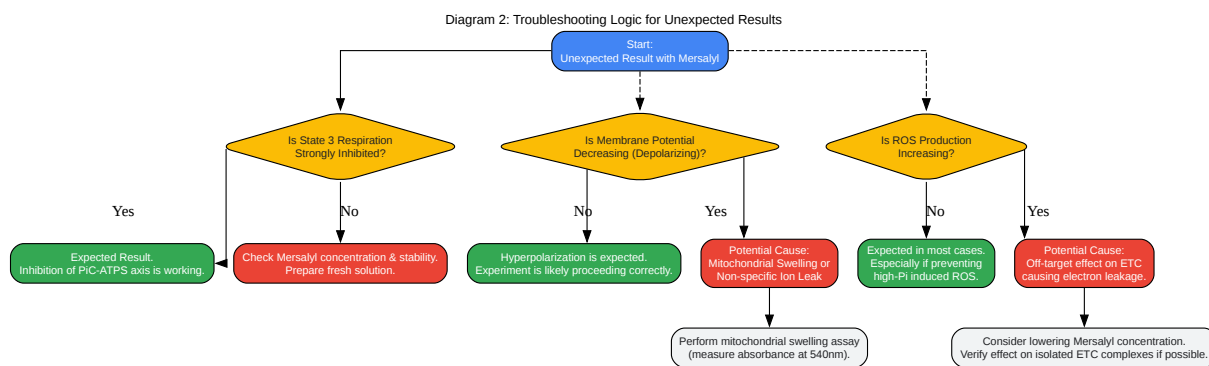 Diagram 2: Troubleshooting Logic for Unexpected Results
Start:
Unexpected Result with Mersalyl
Is State 3 Respiration
Strongly Inhibited?
Is Membrane Potential
Decreasing (Depolarizing)?
Is ROS Production
Increasing?
Yes
No
No
Yes
No
Yes
Expected Result.
Inhibition of PiC-ATPS axis is working.
Check Mersalyl concentration & stability.
Prepare fresh solution.
Hyperpolarization is expected.
Experiment is likely proceeding correctly.
Potential Cause:
Mitochondrial Swelling or
Non-specific Ion Leak
Expected in most cases.
Especially if preventing
high-Pi induced ROS.
Potential Cause:
Off-target effect on ETC
causing electron leakage.
Perform mitochondrial swelling assay
(measure absorbance at 540nm).
Consider lowering Mersalyl concentration.
Verify effect on isolated ETC complexes if possible.